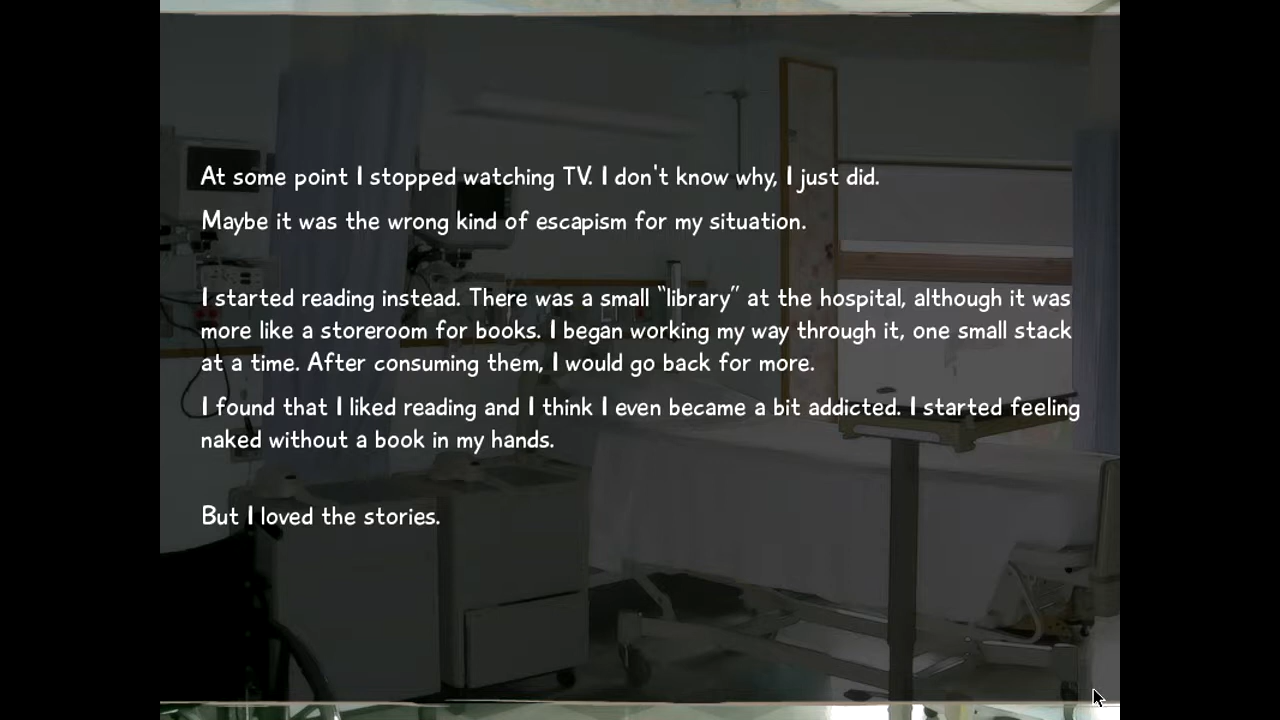 At some point I stopped watching TV. I don't know why, I just did.
Maybe it was the wrong kind of escapism for my situation.
I started reading instead. There was a small “library” at the hospital, although it was
more like a storeroom for books. I began working my way through it, one small stack
at a time. After consuming them, I would go back for more.
I found that I liked reading and I think I even became a bit addicted. I started feeling
naked without a book in my hands.
But I loved the stories.